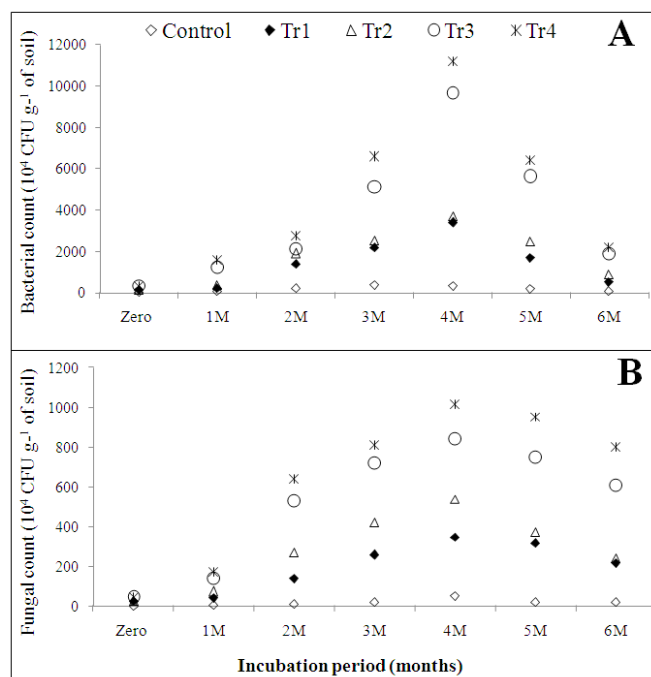 Control Tr1 Tr2 Tr3 Tr4
A
Bacterial count (10⁴ CFU g-¹ of soil)
12000
10000
8000
6000
4000
2000
0
Zero 1M 2M 3M 4M 5M 6M
B
Fungal count (10⁴ CFU g-¹ of soil)
1200
1000
800
600
400
200
0
Zero 1M 2M 3M 4M 5M 6M
Incubation period (months)